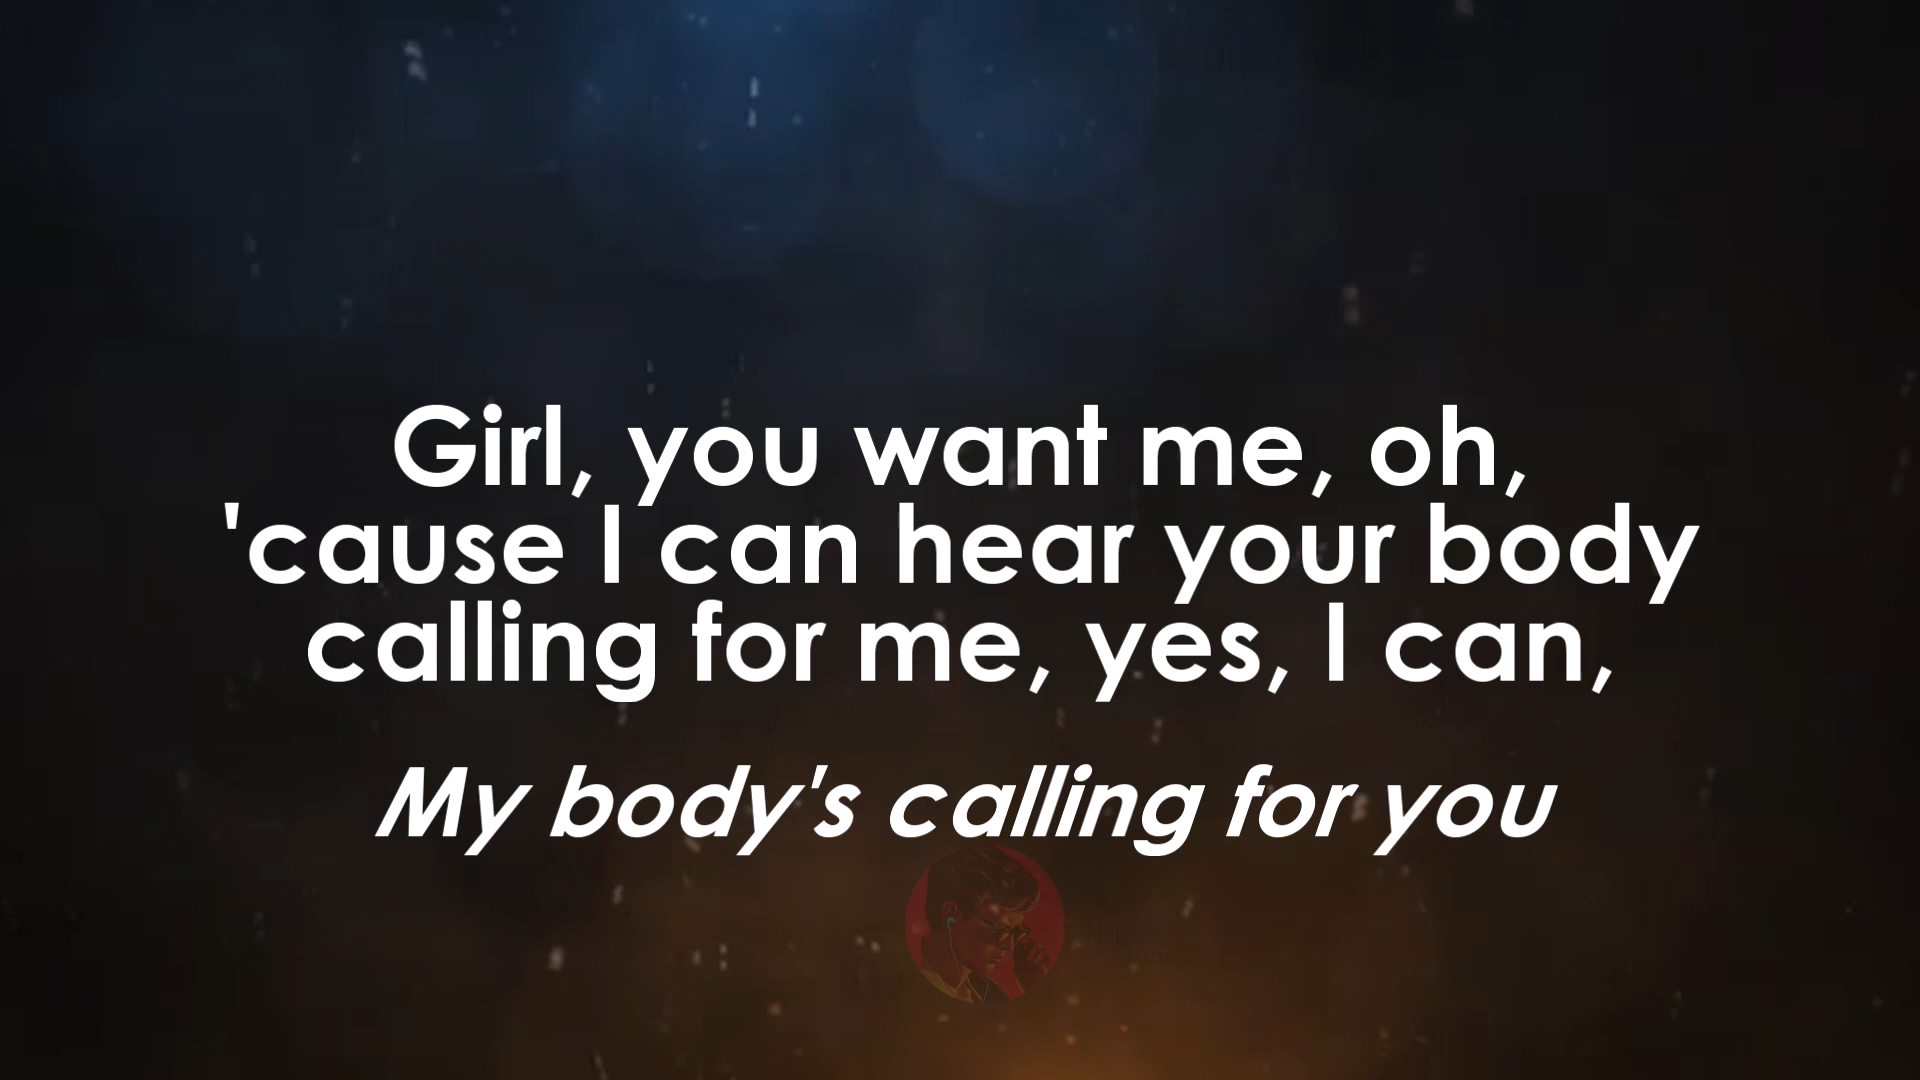 Girl, you want me, oh,
'cause I can hear your body
calling for me, yes, I can,
My body's calling for you